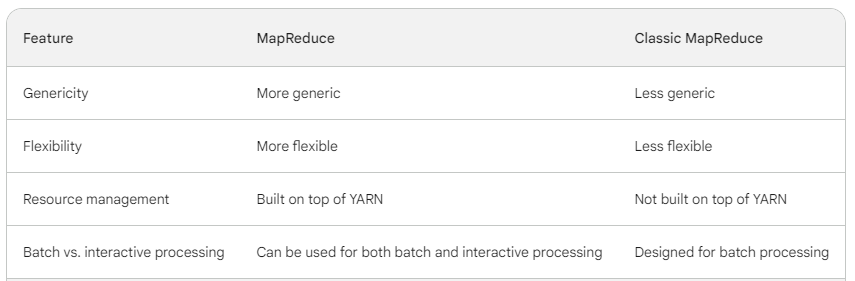 Feature MapReduce Classic MapReduce
Genericity More generic Less generic
Flexibility More flexible Less flexible
Resource management Built on top of YARN Not built on top of YARN
Batch vs. interactive processing Can be used for both batch and interactive processing Designed for batch processing